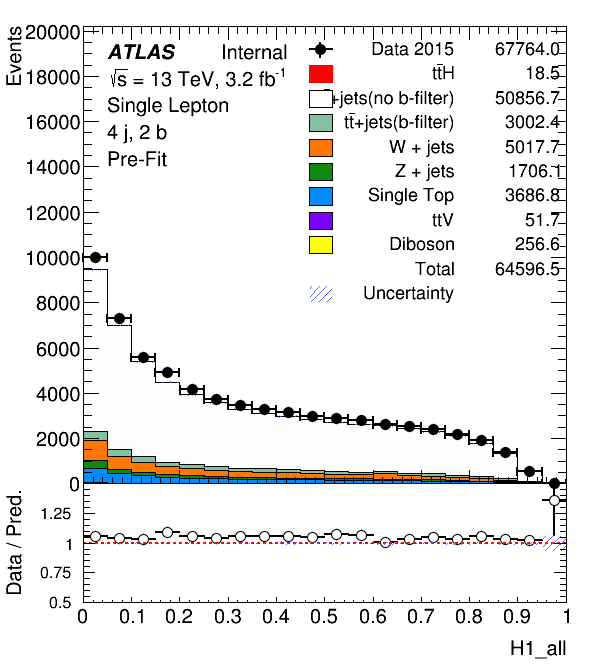 Events
20000
18000
16000
14000
12000
10000
8000
6000
4000
2000
0
ATLAS Internal
√s = 13 TeV, 3.2 fb⁻¹
Single Lepton
4 j, 2 b
Pre-Fit
Data 2015 67764.0
tt̄H 18.5
+jets(no b-filter) 50856.7
tt̄+jets(b-filter) 3002.4
W + jets 5017.7
Z + jets 1706.1
Single Top 3686.8
ttV 51.7
Diboson 256.6
Total 64596.5
Uncertainty
Data / Pred.
1.25
1
0.75
0.5
0 0.1 0.2 0.3 0.4 0.5 0.6 0.7 0.8 0.9 1
H1_all